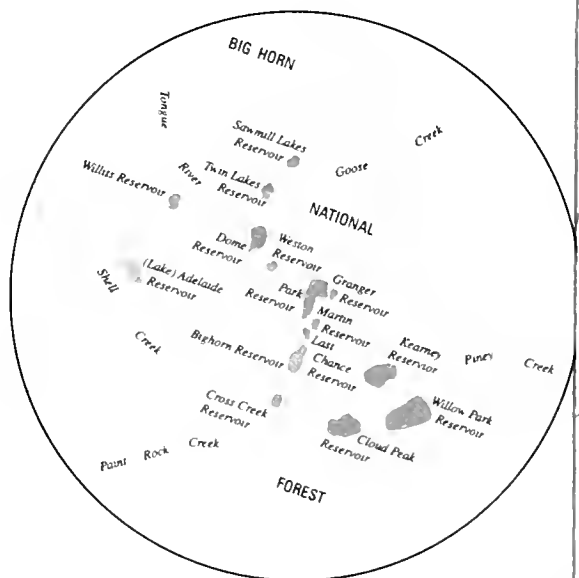 BIG HORN
Tongue
River
Sawmill Lakes
Reservoir
Goose
Creek
Twin Lakes
Reservoir
Williss Reservoir
NATIONAL
Dome
Reservoir
Weston
Reservoir
(Lake) Adelaide
Reservoir
Shell
Creek
Park
Reservoir
Granger
Reservoir
Martin
Reservoir
Last
Chance
Reservoir
Bighorn Reservoir
Kearney
Reservior
Piney
Creek
Cross Creek
Reservoir
Willow Park
Reservoir
Cloud Peak
Reservoir
Paint Rock Creek
FOREST